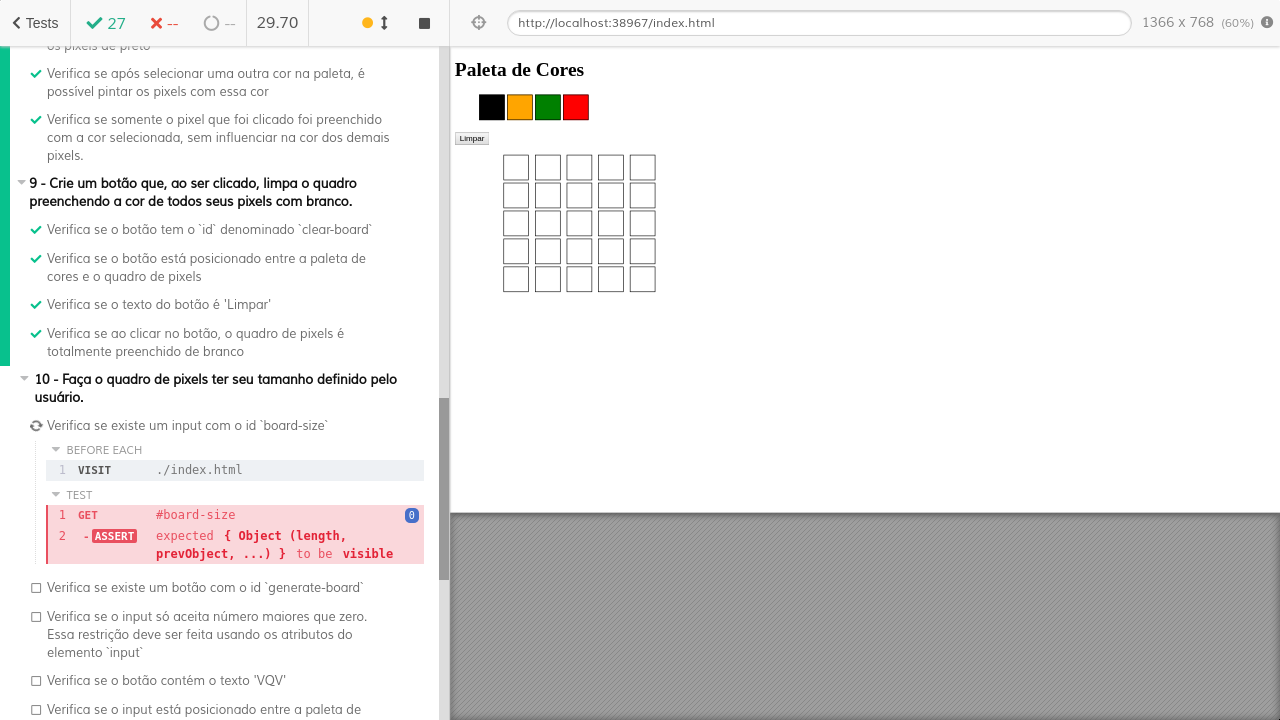 Tests 27 -- -- 29.70
http://localhost:38967/index.html 1366 x 768 (60%)
os pixels de preto
Verifica se após selecionar uma outra cor na paleta, é
possível pintar os pixels com essa cor
Verifica se somente o pixel que foi clicado foi preenchido
com a cor selecionada, sem influenciar na cor dos demais
pixels.
9 - Crie um botão que, ao ser clicado, limpa o quadro
preenchendo a cor de todos seus pixels com branco.
Verifica se o botão tem o `id` denominado `clear-board`
Verifica se o botão está posicionado entre a paleta de
cores e o quadro de pixels
Verifica se o texto do botão é 'Limpar'
Verifica se ao clicar no botão, o quadro de pixels é
totalmente preenchido de branco
10 - Faça o quadro de pixels ter seu tamanho definido pelo
usuário.
Verifica se existe um input com o id `board-size`
BEFORE EACH
1 VISIT ./index.html
TEST
1 GET #board-size 0
2 -ASSERT expected { Object (length,
prevObject, ...) } to be visible
Verifica se existe um botão com o id `generate-board`
Verifica se o input só aceita número maiores que zero.
Essa restrição deve ser feita usando os atributos do
elemento `input`
Verifica se o botão contém o texto 'VQV'
Verifica se o input está posicionado entre a paleta de
Paleta de Cores
Limpar